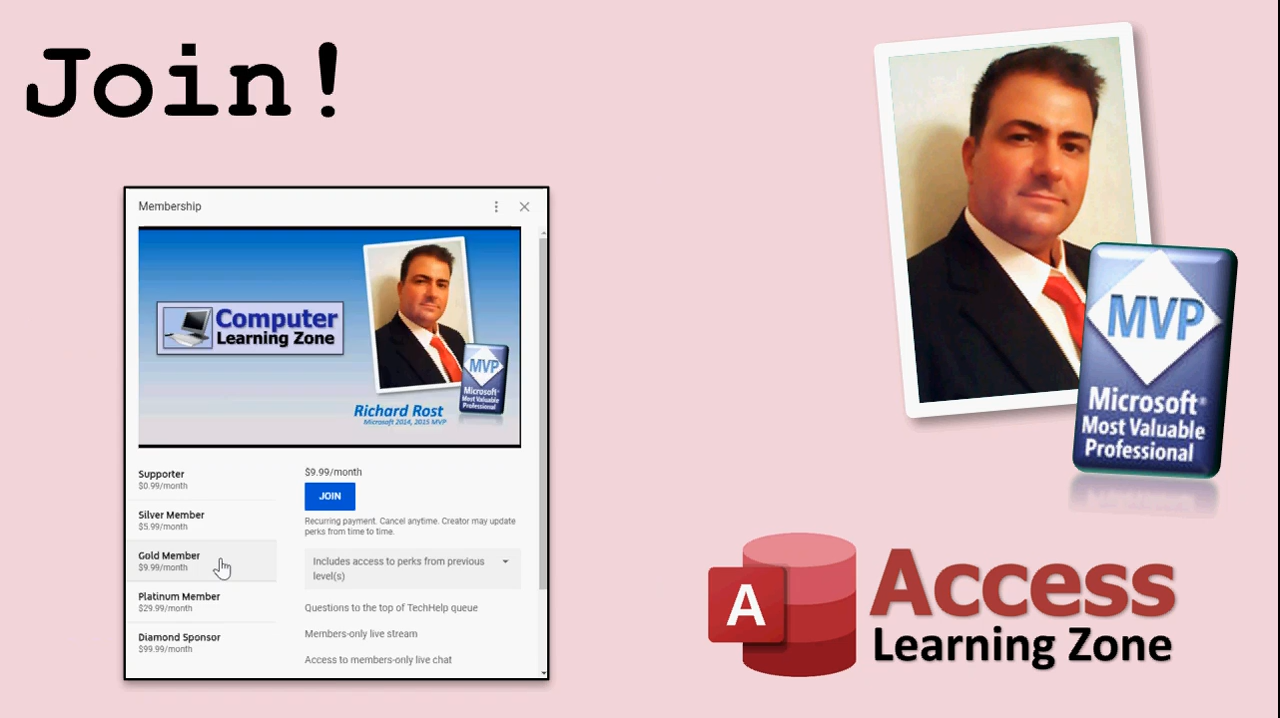 Join!
Membership
Computer
Learning Zone
MVP
Microsoft
Most Valuable
Professional
Richard Rost
Microsoft 2014, 2015 MVP
Supporter
$0.99/month
Silver Member
$5.99/month
Gold Member
$9.99/month
Platinum Member
$29.99/month
Diamond Sponsor
$99.99/month
$9.99/month
JOIN
Recurring payment. Cancel anytime. Creator may update
perks from time to time.
Includes access to perks from previous
level(s)
Questions to the top of TechHelp queue
Members-only live stream
Access to members-only live chat
MVP
Microsoft®
Most Valuable
Professional
A
Access
Learning Zone